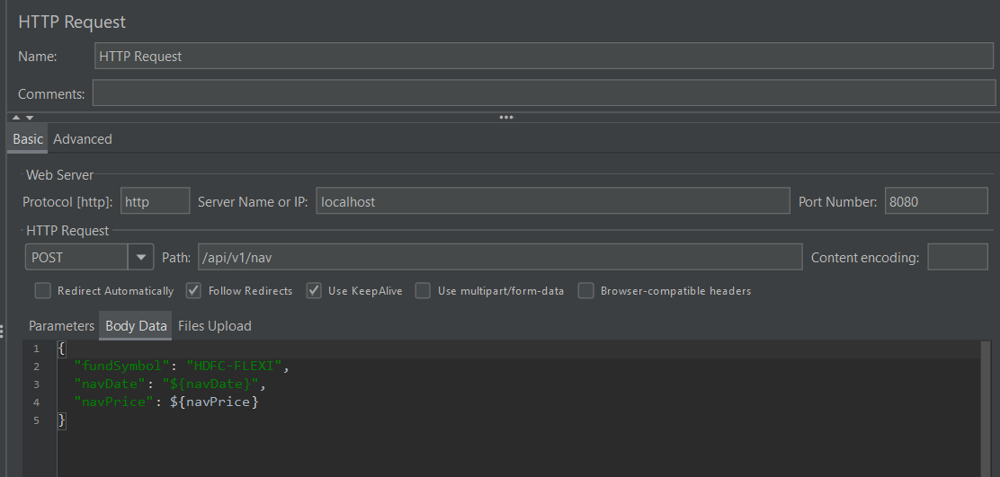 HTTP Request
Name: HTTP Request
Comments:
Basic Advanced
Web Server
Protocol [http]: http Server Name or IP: localhost Port Number: 8080
HTTP Request
POST Path: /api/v1/nav Content encoding:
Redirect Automatically Follow Redirects Use KeepAlive Use multipart/form-data Browser-compatible headers
Parameters Body Data Files Upload
1 {
2 "fundSymbol": "HDFC-FLEXI",
3 "navDate": "${navDate}",
4 "navPrice": ${navPrice}
5 }